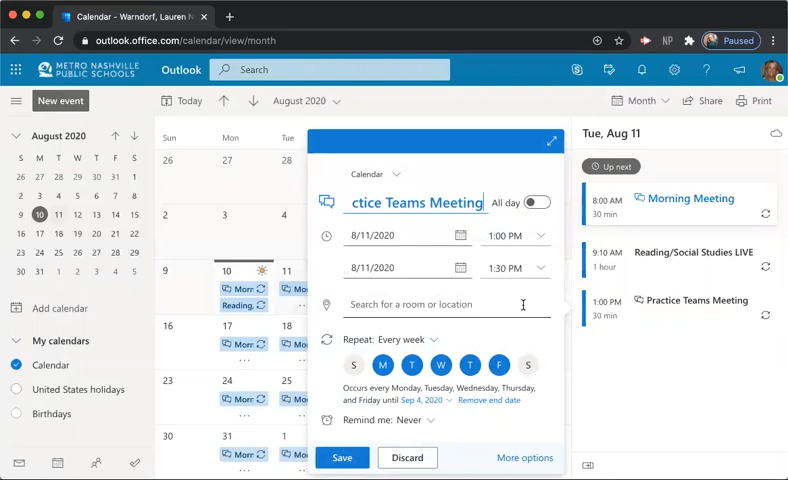 Calendar - Warndorf, Lauren N
outlook.office.com/calendar/view/month
NP
Paused
METRO NASHVILLE
PUBLIC SCHOOLS
Outlook
Search
New event
Today
August 2020
Month
Share
Print
August 2020
S M T W T F S
26 27 28 29 30 31 1
2 3 4 5 6 7 8
9 10 11 12 13 14 15
16 17 18 19 20 21 22
23 24 25 26 27 28 29
30 31 1 2 3 4 5
Add calendar
My calendars
Calendar
United States holidays
Birthdays
Sun Mon Tue
26 27 28
2 3 4
9 10 11
Morr Mor
Reading,
16 17 18
Morr Mor
23 24 25
Morr Mor
30 31 1
Morr Mor
Calendar
ctice Teams Meeting
All day
8/11/2020 1:00 PM
8/11/2020 1:30 PM
Search for a room or location
Repeat: Every week
S M T W T F S
Occurs every Monday, Tuesday, Wednesday, Thursday,
and Friday until Sep 4, 2020 Remove end date
Remind me: Never
Save
Discard
More options
Tue, Aug 11
Up next
8:00 AM Morning Meeting
30 min
9:10 AM Reading/Social Studies LIVE
1 hour
1:00 PM Practice Teams Meeting
30 min